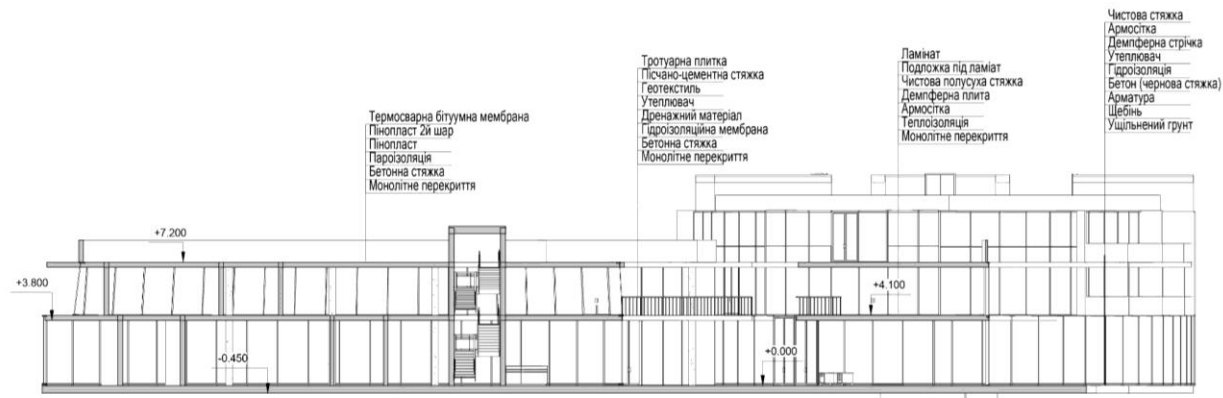 Термосварна бітуумна мембрана
Пінопласт 2й шар
Пінопласт
Пароізоляція
Бетонна стяжка
Монолітне перекриття
Тротуарна плитка
Пісчано-цементна стяжка
Геотекстиль
Утеплювач
Дренажний матеріал
Гідроізоляційна мембрана
Бетонна стяжка
Монолітне перекриття
Ламінат
Подложка під ламіат
Чистова полусуха стяжка
Демпферна плита
Армосітка
Теплоізоляція
Монолітне перекриття
Чистова стяжка
Армосітка
Демпферна стрічка
Утеплювач
Гідроізоляція
Бетон (чернова стяжка)
Арматура
Щебінь
Ущільнений грунт
+7.200
+3.800
+4.100
-0.450
+0.000